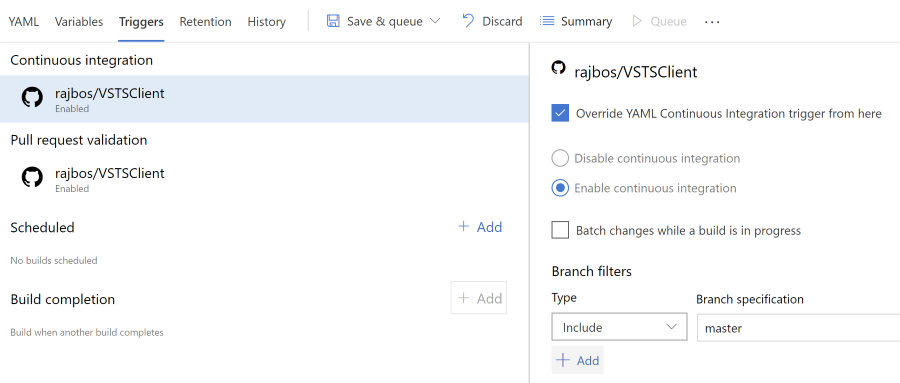 YAML Variables Triggers Retention History Save & queue Discard Summary Queue ...
Continuous integration
rajbos/VSTSClient
Enabled
Pull request validation
rajbos/VSTSClient
Enabled
Scheduled + Add
No builds scheduled
Build completion + Add
Build when another build completes
rajbos/VSTSClient
Override YAML Continuous Integration trigger from here
Disable continuous integration
Enable continuous integration
Batch changes while a build is in progress
Branch filters
Type Branch specification
Include master
+ Add